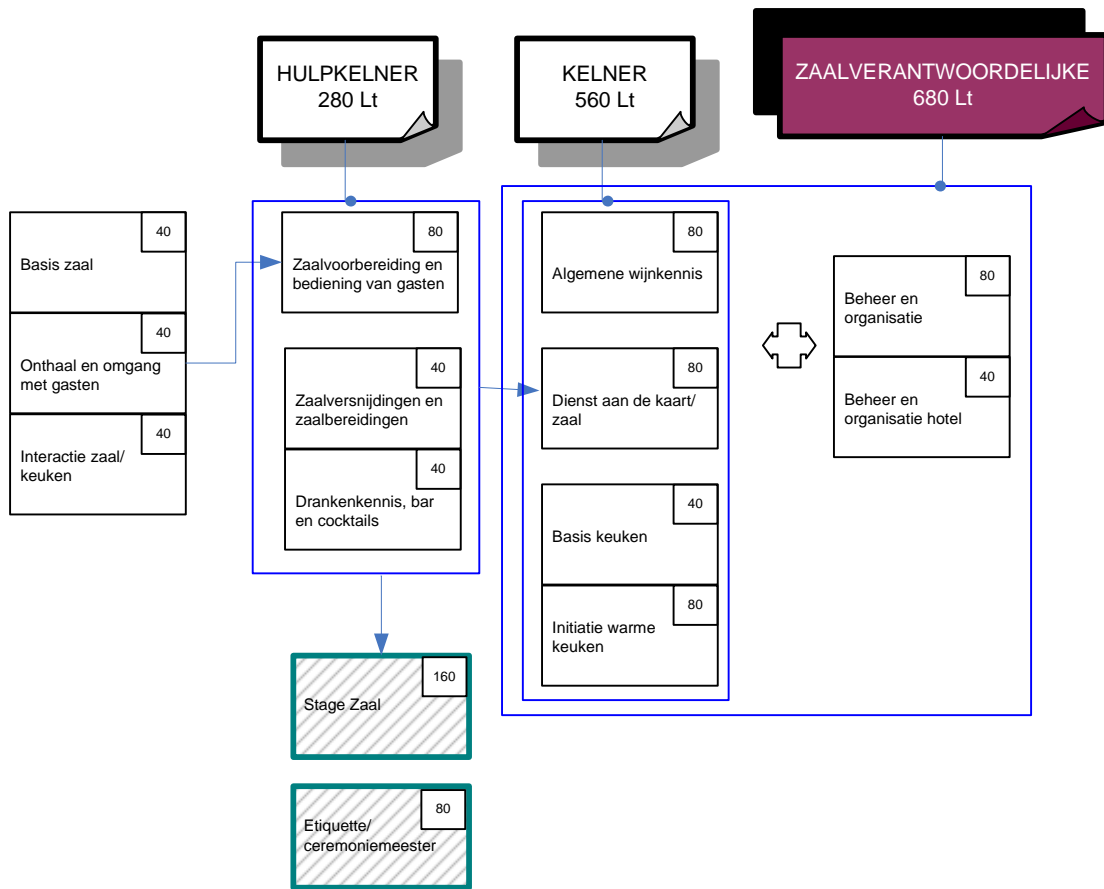 HULPKELNER
280 Lt
KELNER
560 Lt
ZAALVERANTWOORDELIJKE
680 Lt
40
Basis zaal
40
Onthaal en omgang
met gasten
40
Interactie zaal/
keuken
80
Zaalvoorbereiding en
bediening van gasten
40
Zaalversnijdingen en
zaalbereidingen
40
Drankenkennis, bar
en cocktails
160
Stage Zaal
80
Etiquette/
ceremoniemeester
80
Algemene wijnkennis
80
Dienst aan de kaart/
zaal
40
Basis keuken
80
Initiatie warme
keuken
80
Beheer en
organisatie
40
Beheer en
organisatie hotel